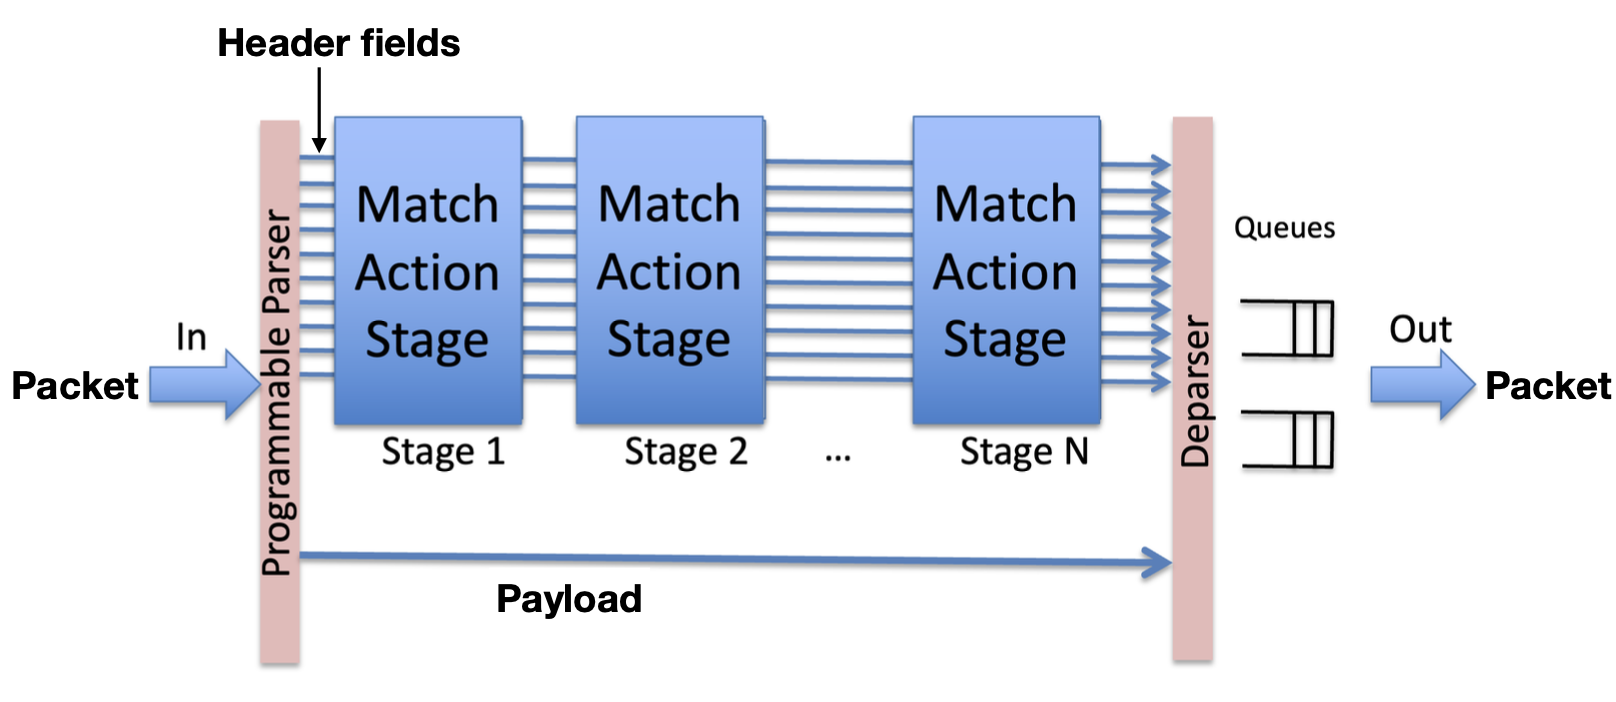 Header fields
Programmable Parser
Match
Action
Stage
Match
Action
Stage
Match
Action
Stage
Queues
In
Out
Packet
Packet
Deparser
Stage 1
Stage 2
...
Stage N
Payload